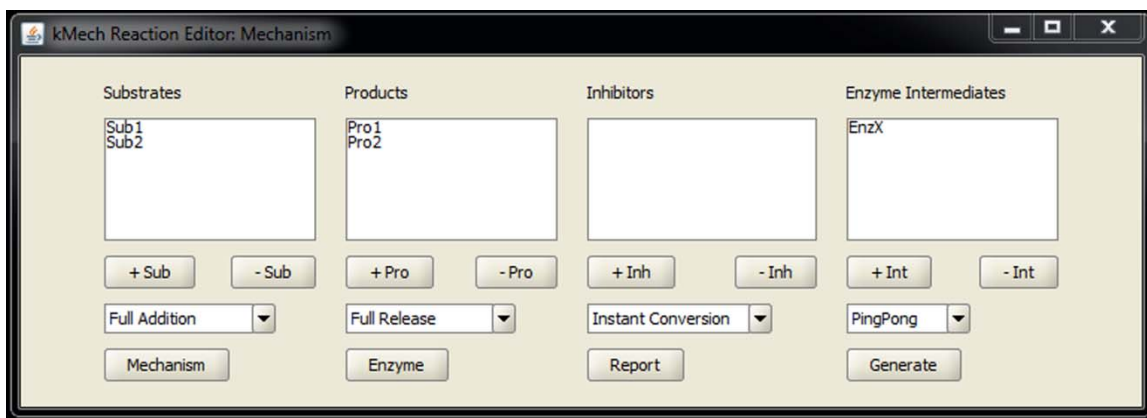 kMech Reaction Editor: Mechanism
Substrates Products Inhibitors Enzyme Intermediates
Sub1 Pro1 EnzX
Sub2 Pro2
+ Sub - Sub + Pro - Pro + Inh - Inh + Int - Int
Full Addition Full Release Instant Conversion PingPong
Mechanism Enzyme Report Generate